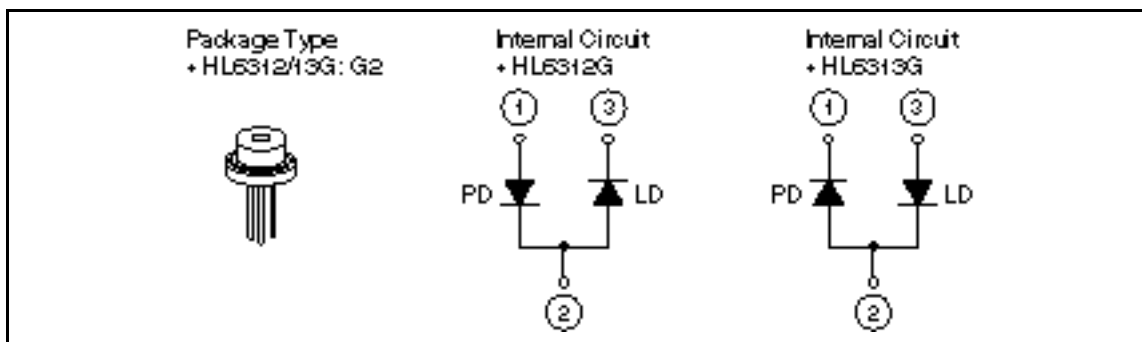 Package Type
• HL6312/13G: G2
Internal Circuit
• HL6312G
1
3
PD
LD
2
Internal Circuit
• HL6313G
1
3
PD
LD
2